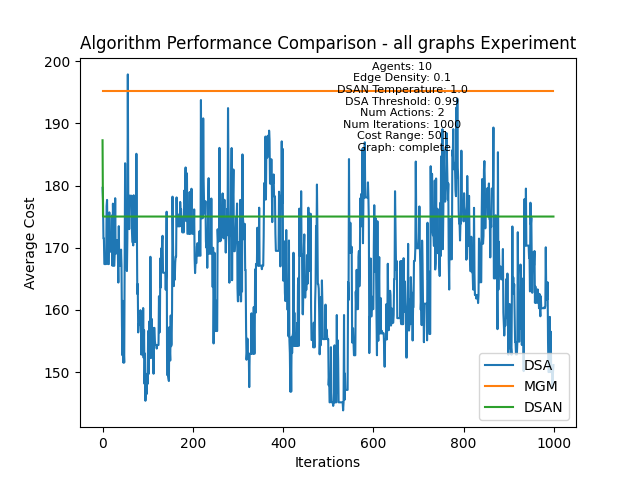 Algorithm Performance Comparison - all graphs Experiment
Agents: 10
Edge Density: 0.1
DSAN Temperature: 1.0
DSA Threshold: 0.99
Num Actions: 2
Num Iterations: 1000
Cost Range: 501
Graph: complete
200
190
180
170
160
150
Average Cost
0
200
400
600
800
1000
Iterations
DSA
MGM
DSAN